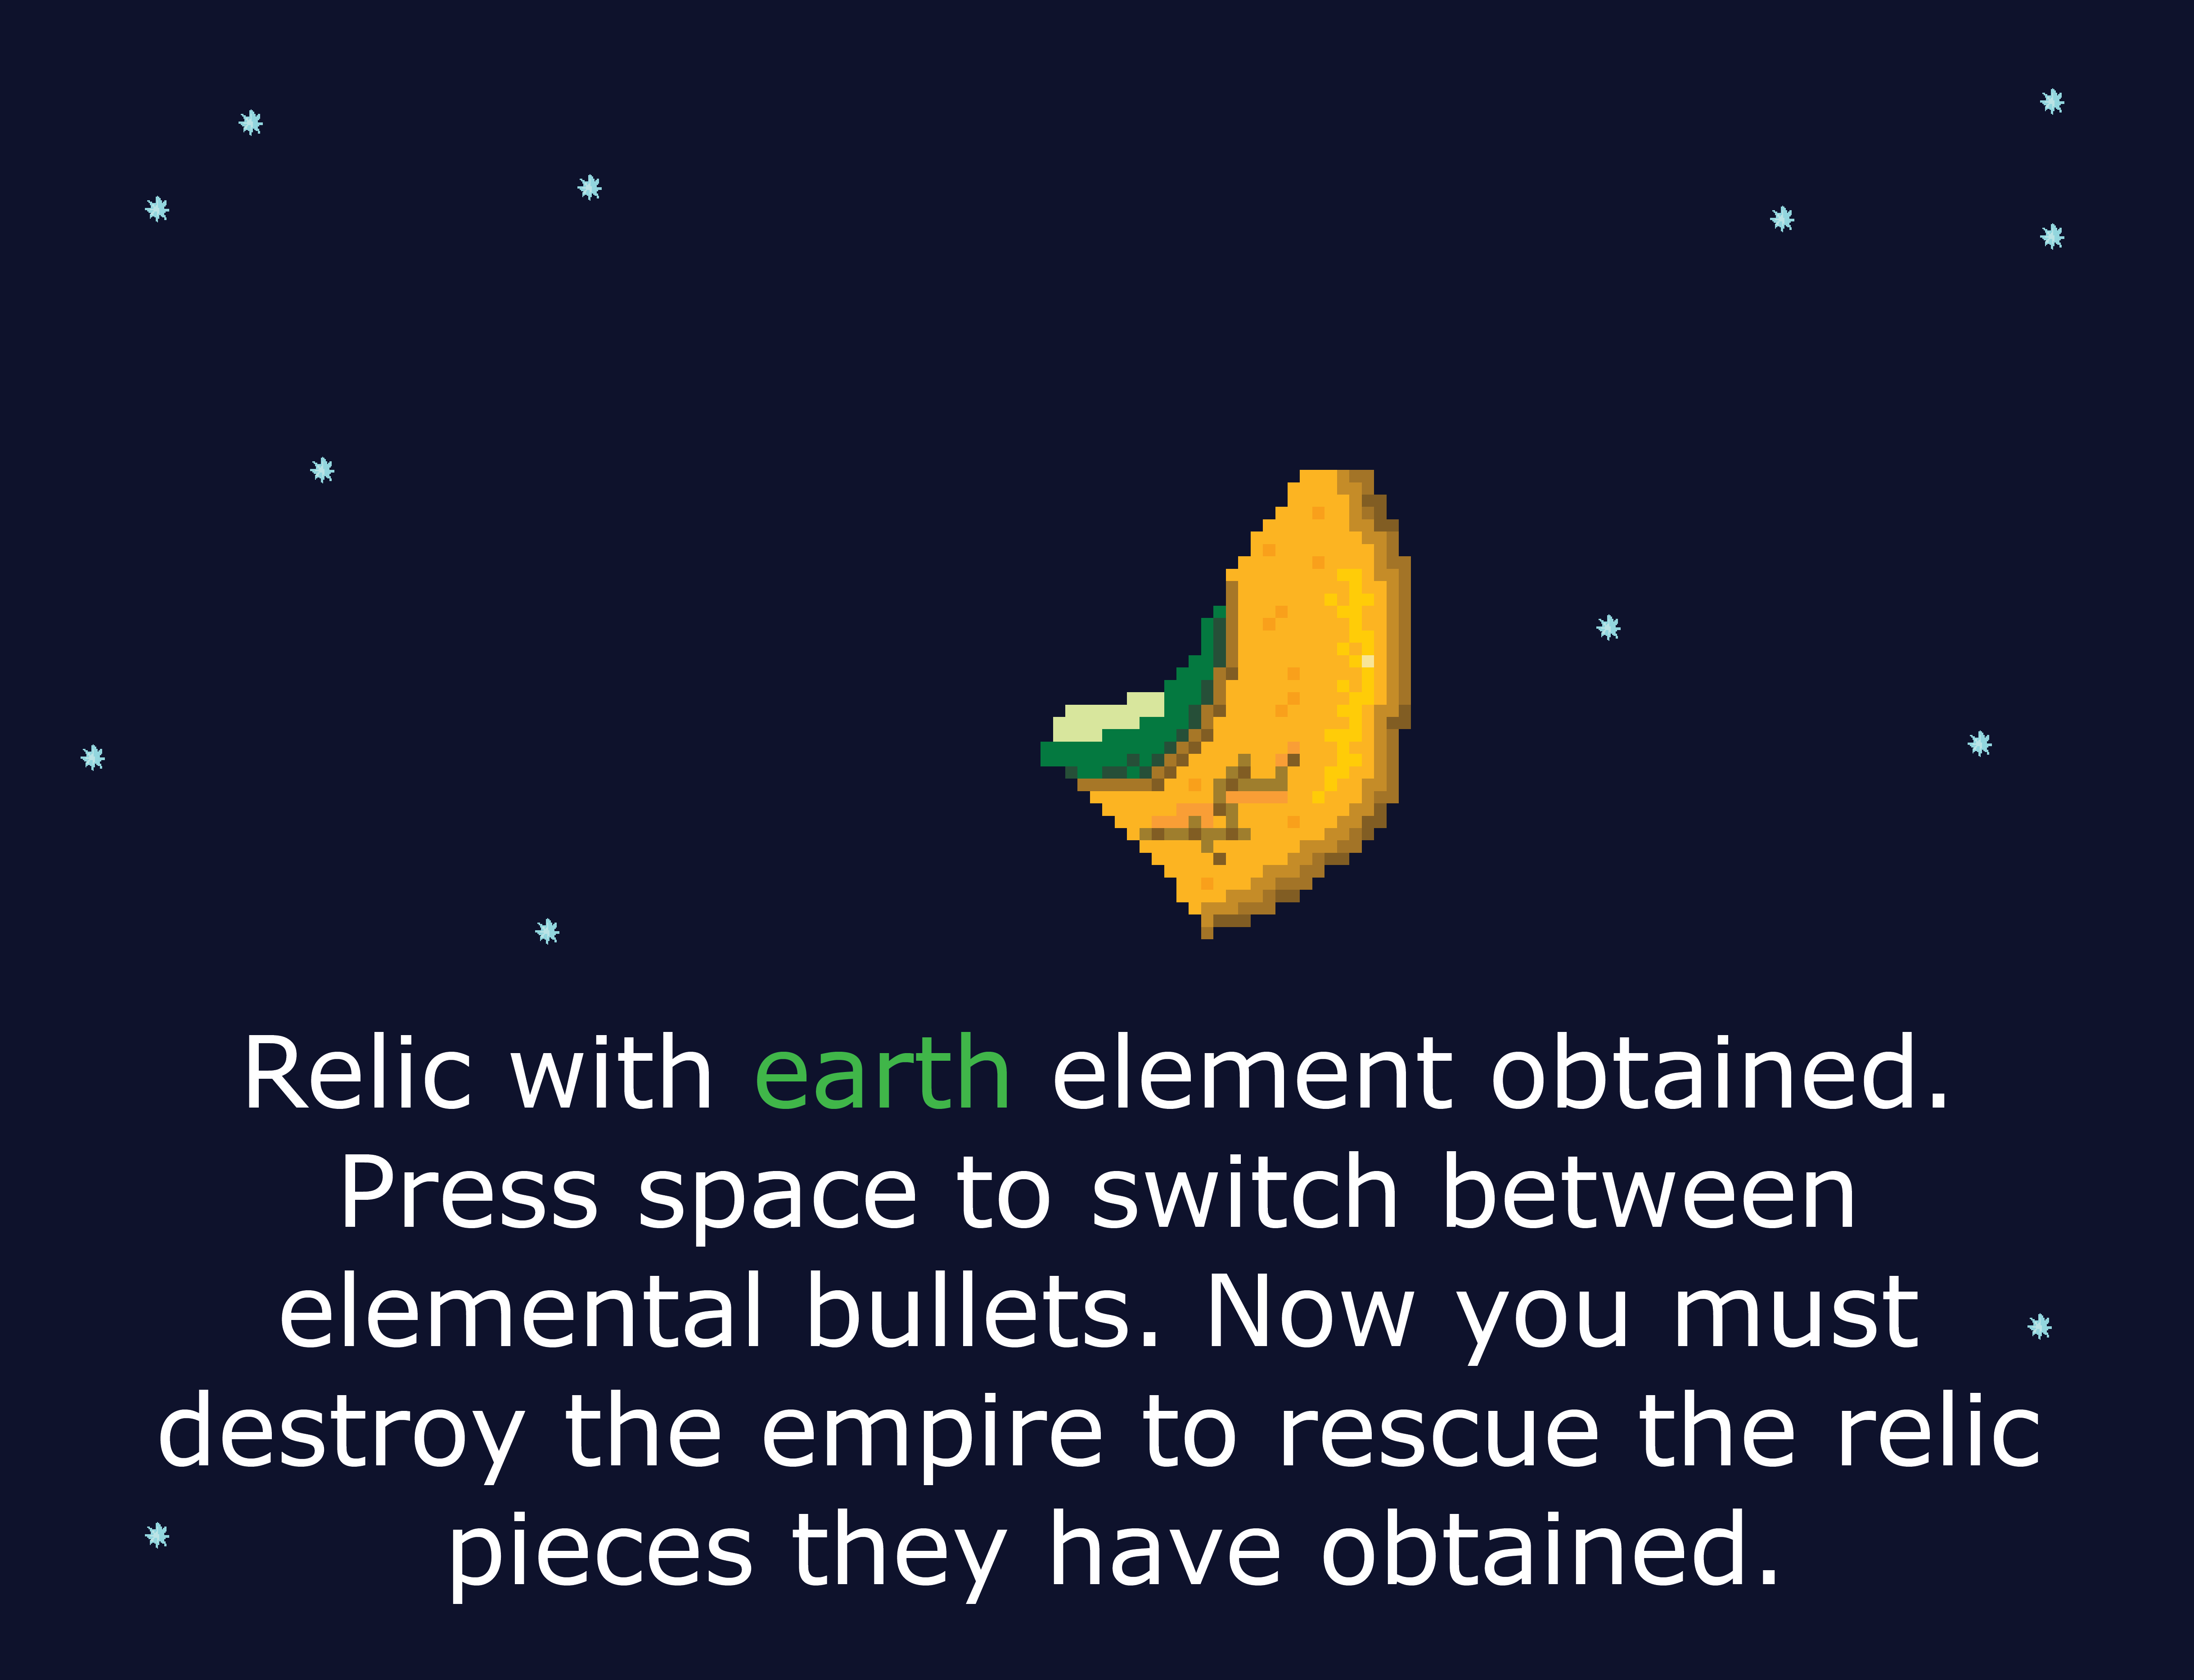 Relic with earth element obtained.
Press space to switch between
elemental bullets. Now you must
destroy the empire to rescue the relic
pieces they have obtained.